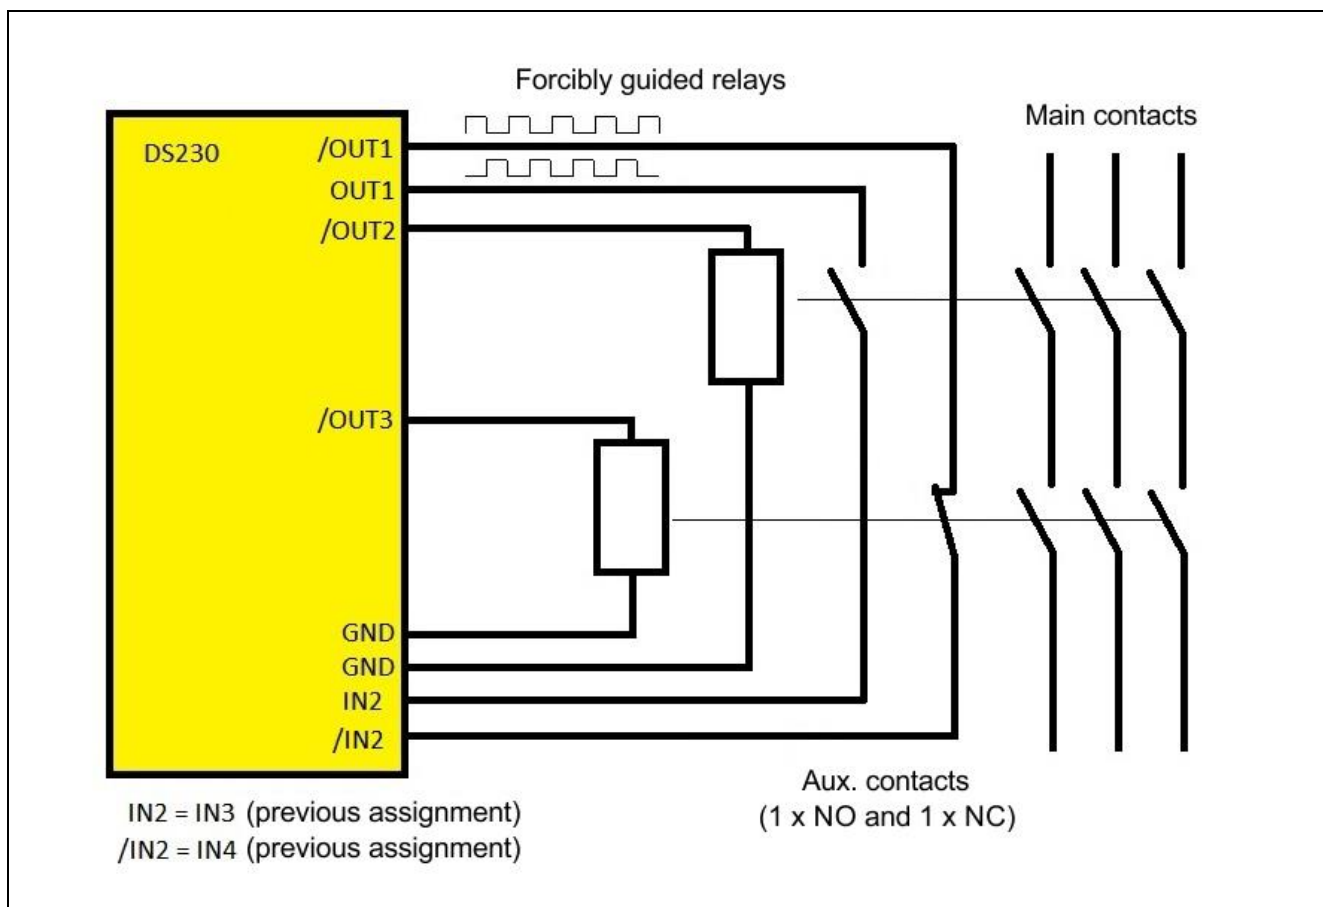 Forcibly guided relays
Main contacts
DS230
/OUT1
OUT1
/OUT2
/OUT3
GND
GND
IN2
/IN2
Aux. contacts
(1 x NO and 1 x NC)
IN2 = IN3 (previous assignment)
/IN2 = IN4 (previous assignment)